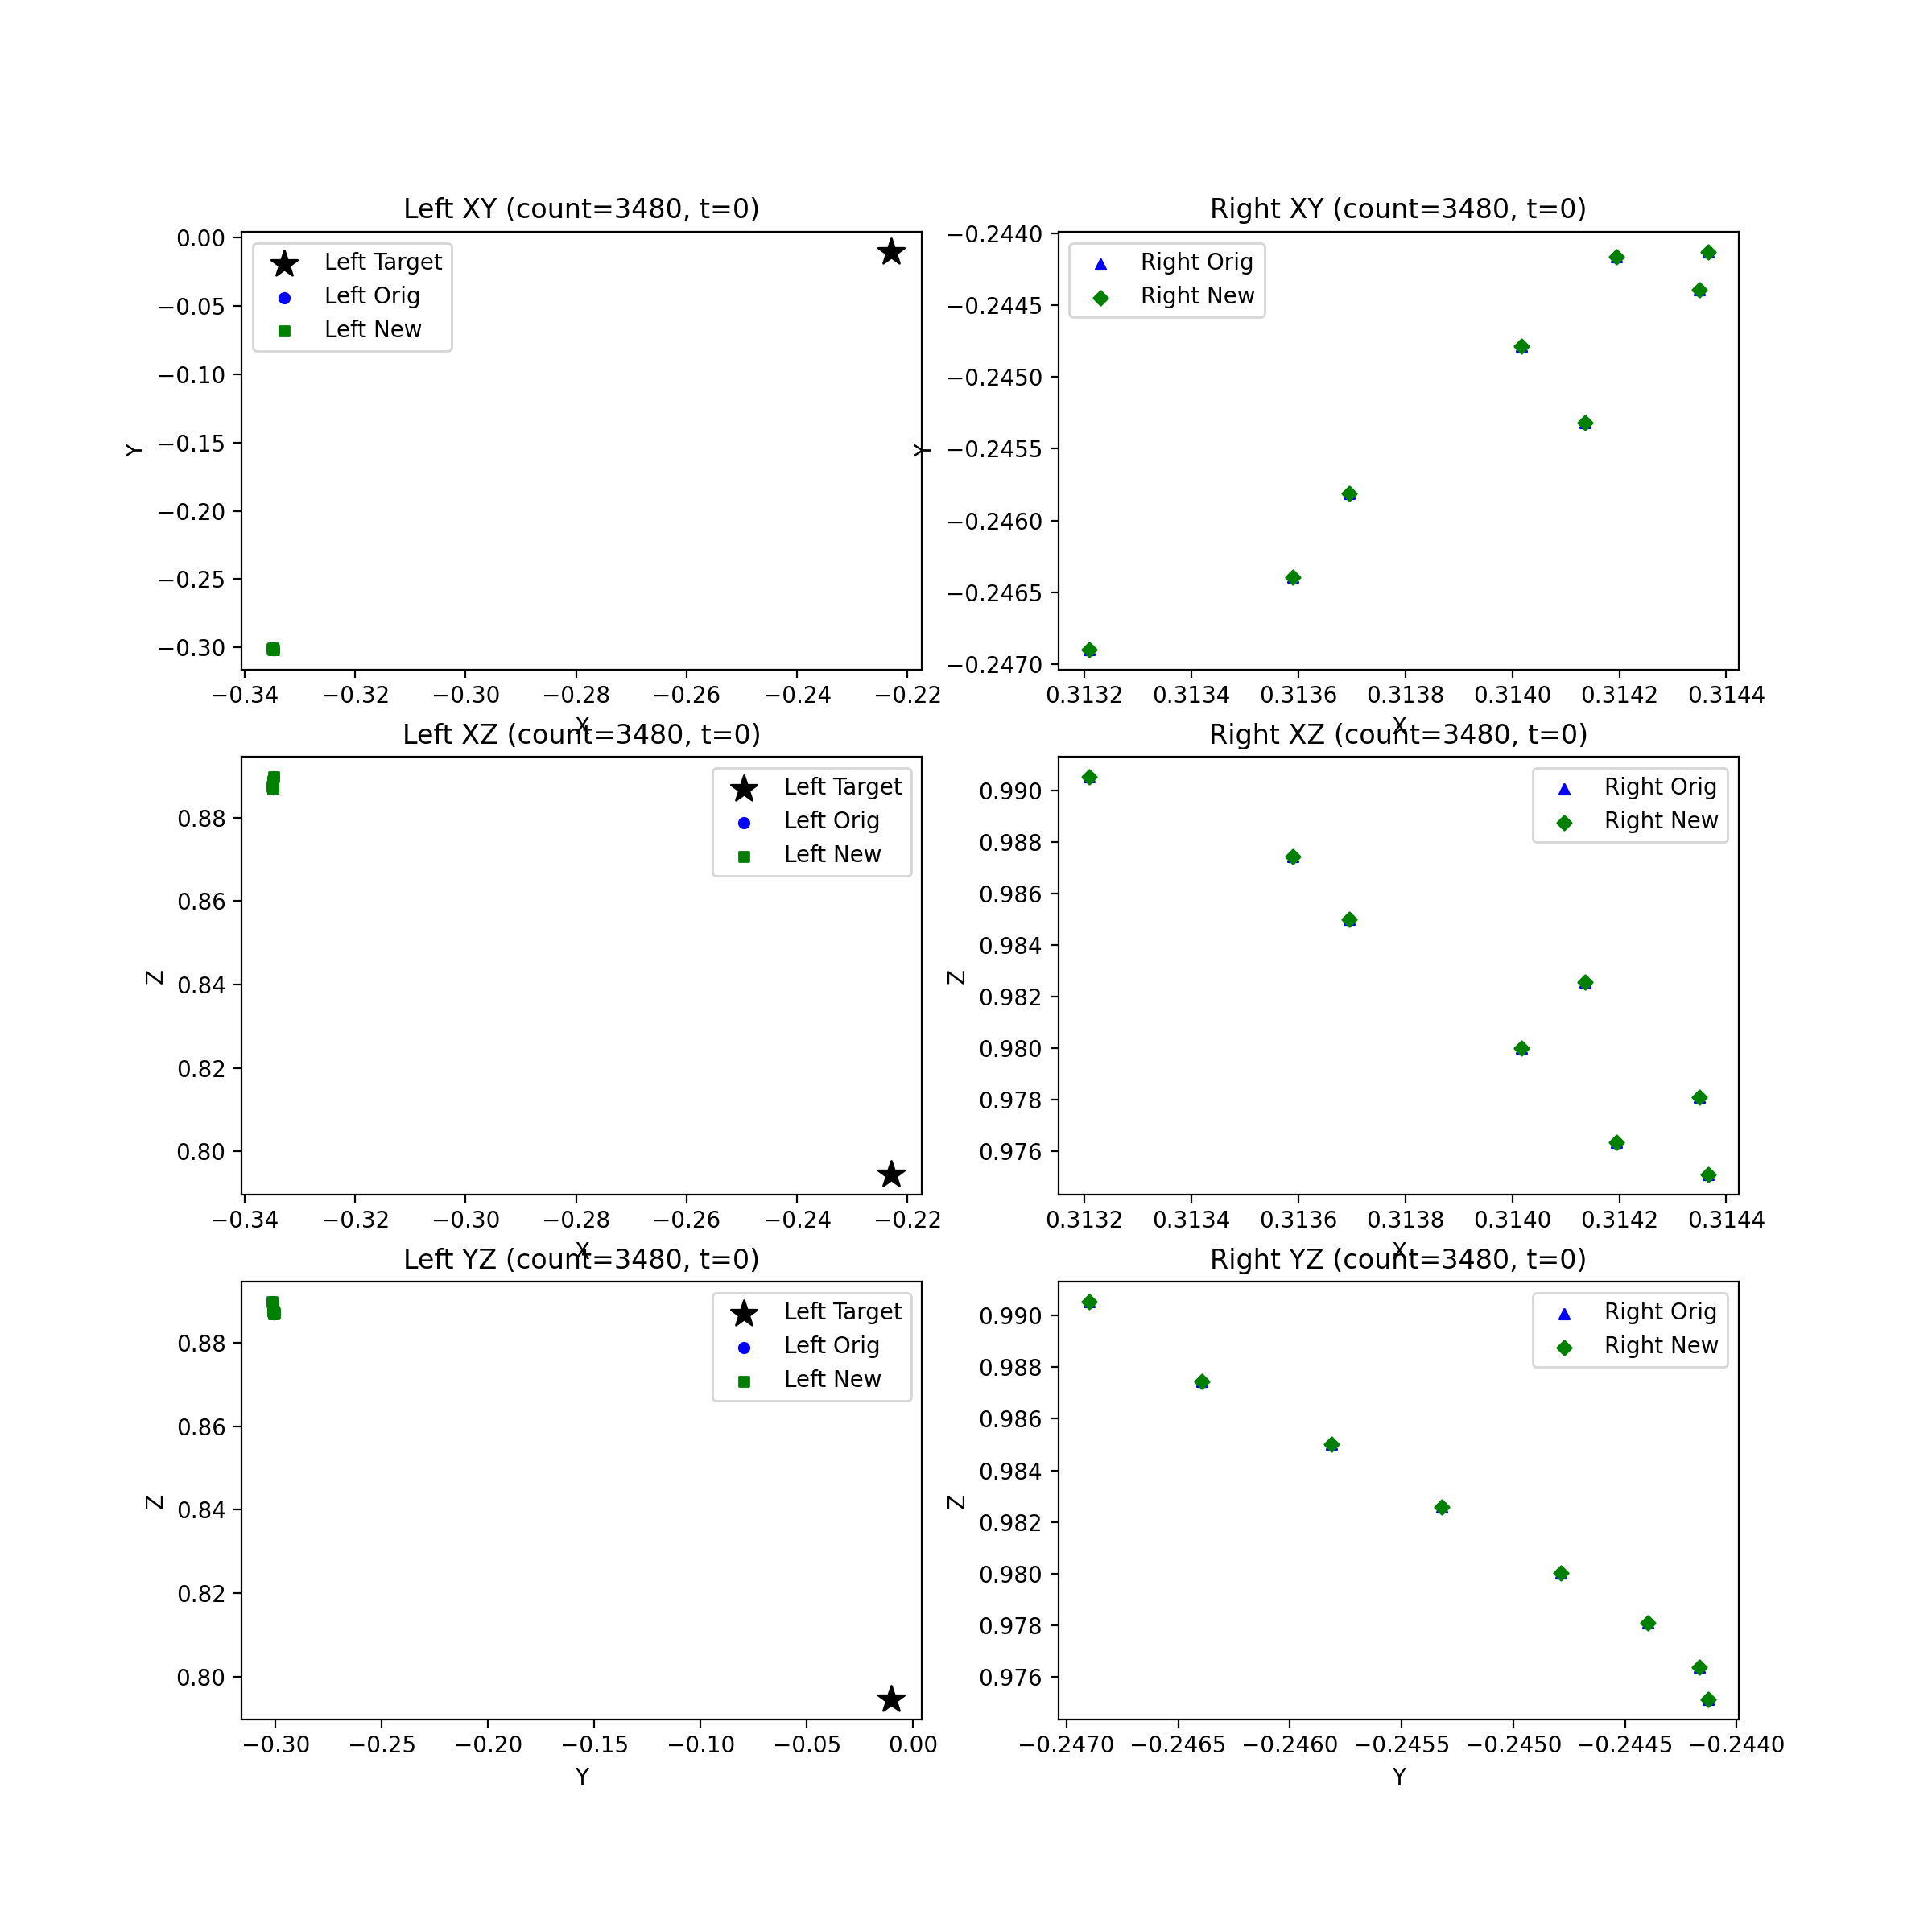 Left XY (count=3480, t=0)
0.00
−0.05
−0.10
−0.15
−0.20
−0.25
−0.30
Y
Left Target
Left Orig
Left New
−0.34 −0.32 −0.30 −0.28 −0.26 −0.24 −0.22
X
Right XY (count=3480, t=0)
−0.2440
−0.2445
−0.2450
−0.2455
−0.2460
−0.2465
−0.2470
Y
Right Orig
Right New
0.3132 0.3134 0.3136 0.3138 0.3140 0.3142 0.3144
X
Left XZ (count=3480, t=0)
0.88
0.86
0.84
0.82
0.80
Z
Left Target
Left Orig
Left New
−0.34 −0.32 −0.30 −0.28 −0.26 −0.24 −0.22
X
Right XZ (count=3480, t=0)
0.990
0.988
0.986
0.984
0.982
0.980
0.978
0.976
Z
Right Orig
Right New
0.3132 0.3134 0.3136 0.3138 0.3140 0.3142 0.3144
X
Left YZ (count=3480, t=0)
0.88
0.86
0.84
0.82
0.80
Z
Left Target
Left Orig
Left New
−0.30 −0.25 −0.20 −0.15 −0.10 −0.05 0.00
Y
Right YZ (count=3480, t=0)
0.990
0.988
0.986
0.984
0.982
0.980
0.978
0.976
Z
Right Orig
Right New
−0.2470 −0.2465 −0.2460 −0.2455 −0.2450 −0.2445 −0.2440
Y